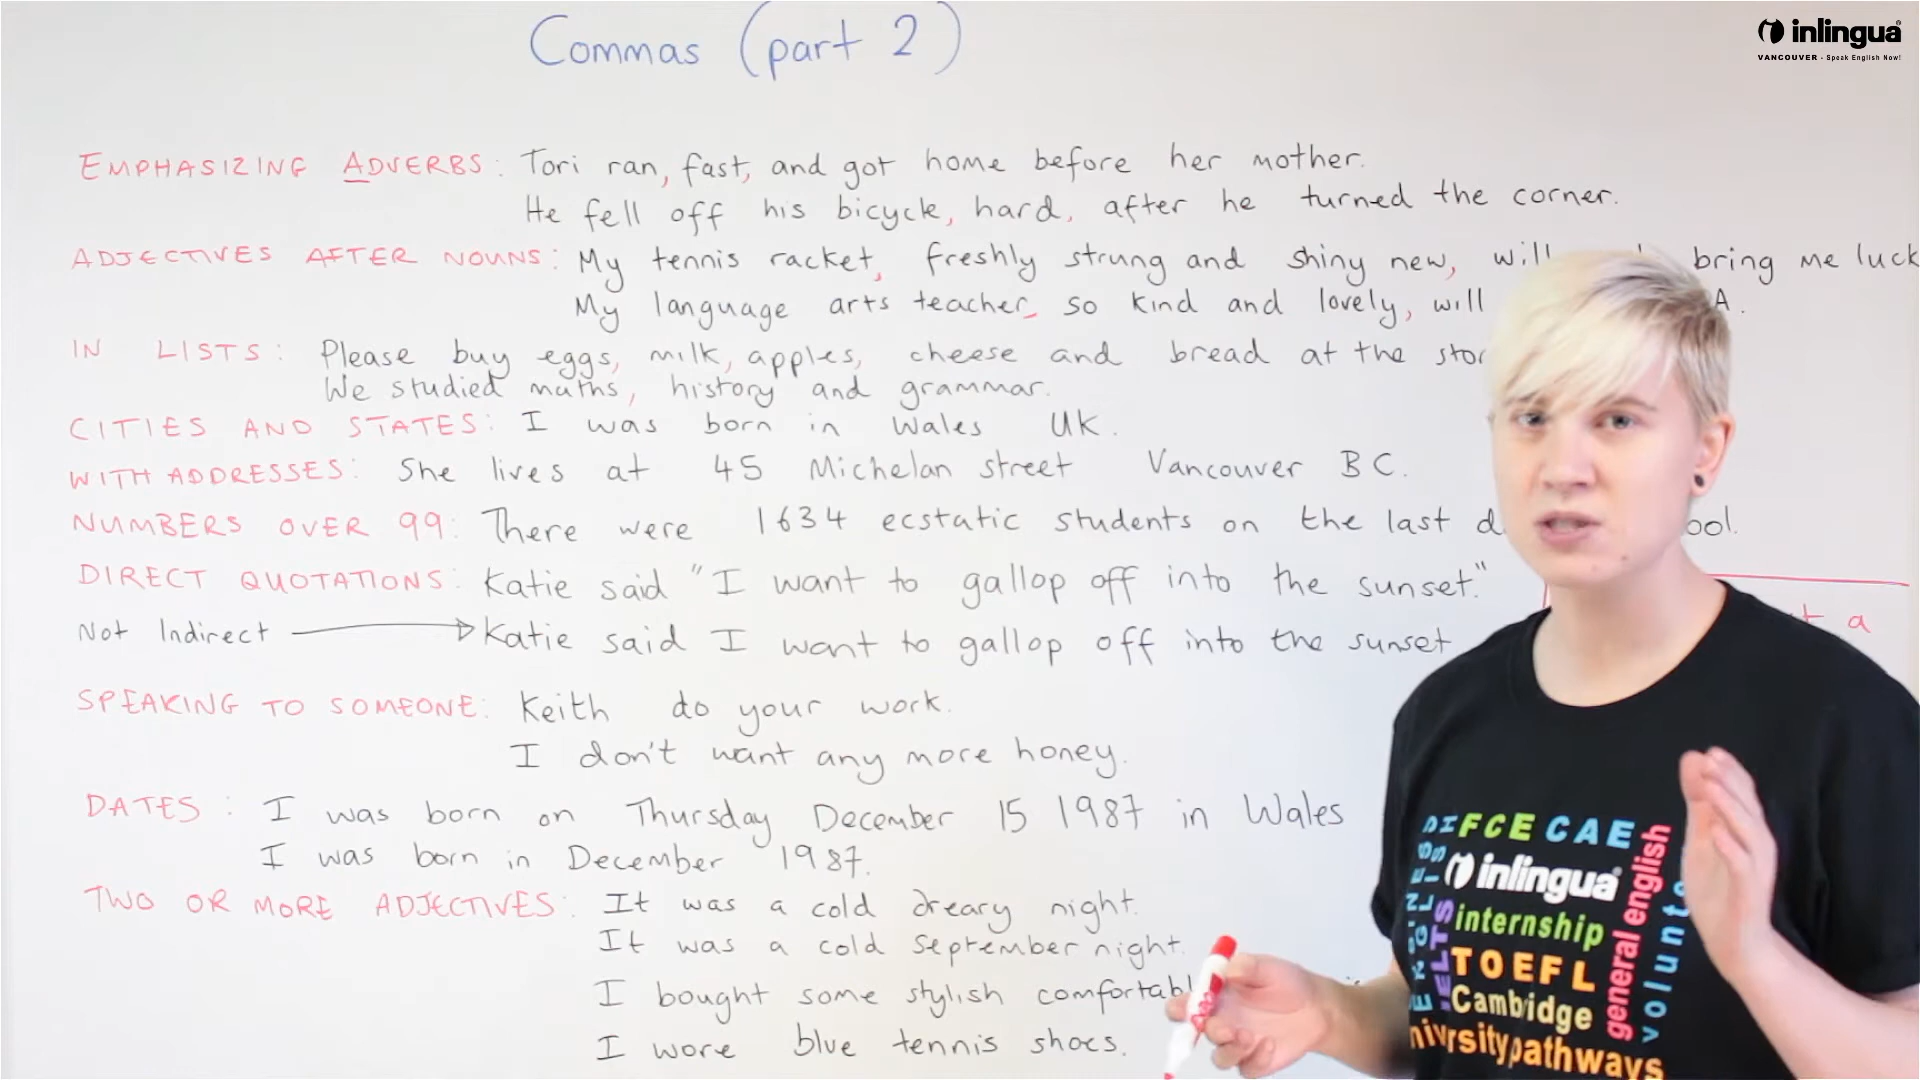 Commas (part 2)
inlingua®
VANCOUVER - Speak English Now!
EMPHASIZING ADVERBS: Tori ran, fast, and got home before her mother.
He fell off his bicycle, hard, after he turned the corner.
ADJECTIVES AFTER NOUNS: My tennis racket, freshly strung and shiny new, will bring me luck
My language arts teacher, so kind and lovely, will A.
IN LISTS: Please buy eggs, milk, apples, cheese and bread at the
We studied maths, history and grammar.
CITIES AND STATES: I was born in Wales UK.
WITH ADDRESSES: She lives at 45 Michelan street Vancouver BC.
NUMBERS OVER 99: There were 1634 ecstatic students on the last
DIRECT QUOTATIONS: Katie said "I want to gallop off into the sunset."
Not Indirect Katie said I want to gallop off into the sunset
a
SPEAKING TO SOMEONE: Keith do your work.
I don't want any more honey.
DATES: I was born on Thursday December 15 1987 in Wales
I was born in December 1987.
TWO OR MORE ADJECTIVES: It was a cold dreary night.
It was a cold September night.
I bought some stylish
I wore blue tennis shoes.
FCE CAE
inlingua
internship
TOEFL
Cambridge
pathways
general english
IELTS